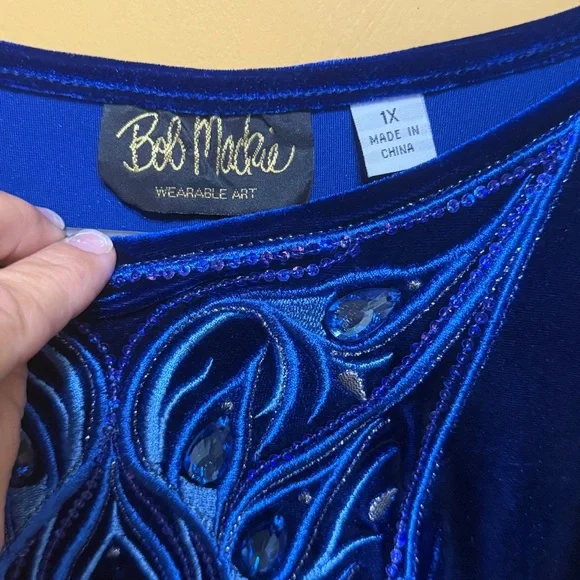 Bob Mackie
WEARABLE ART
1X
MADE IN
CHINA